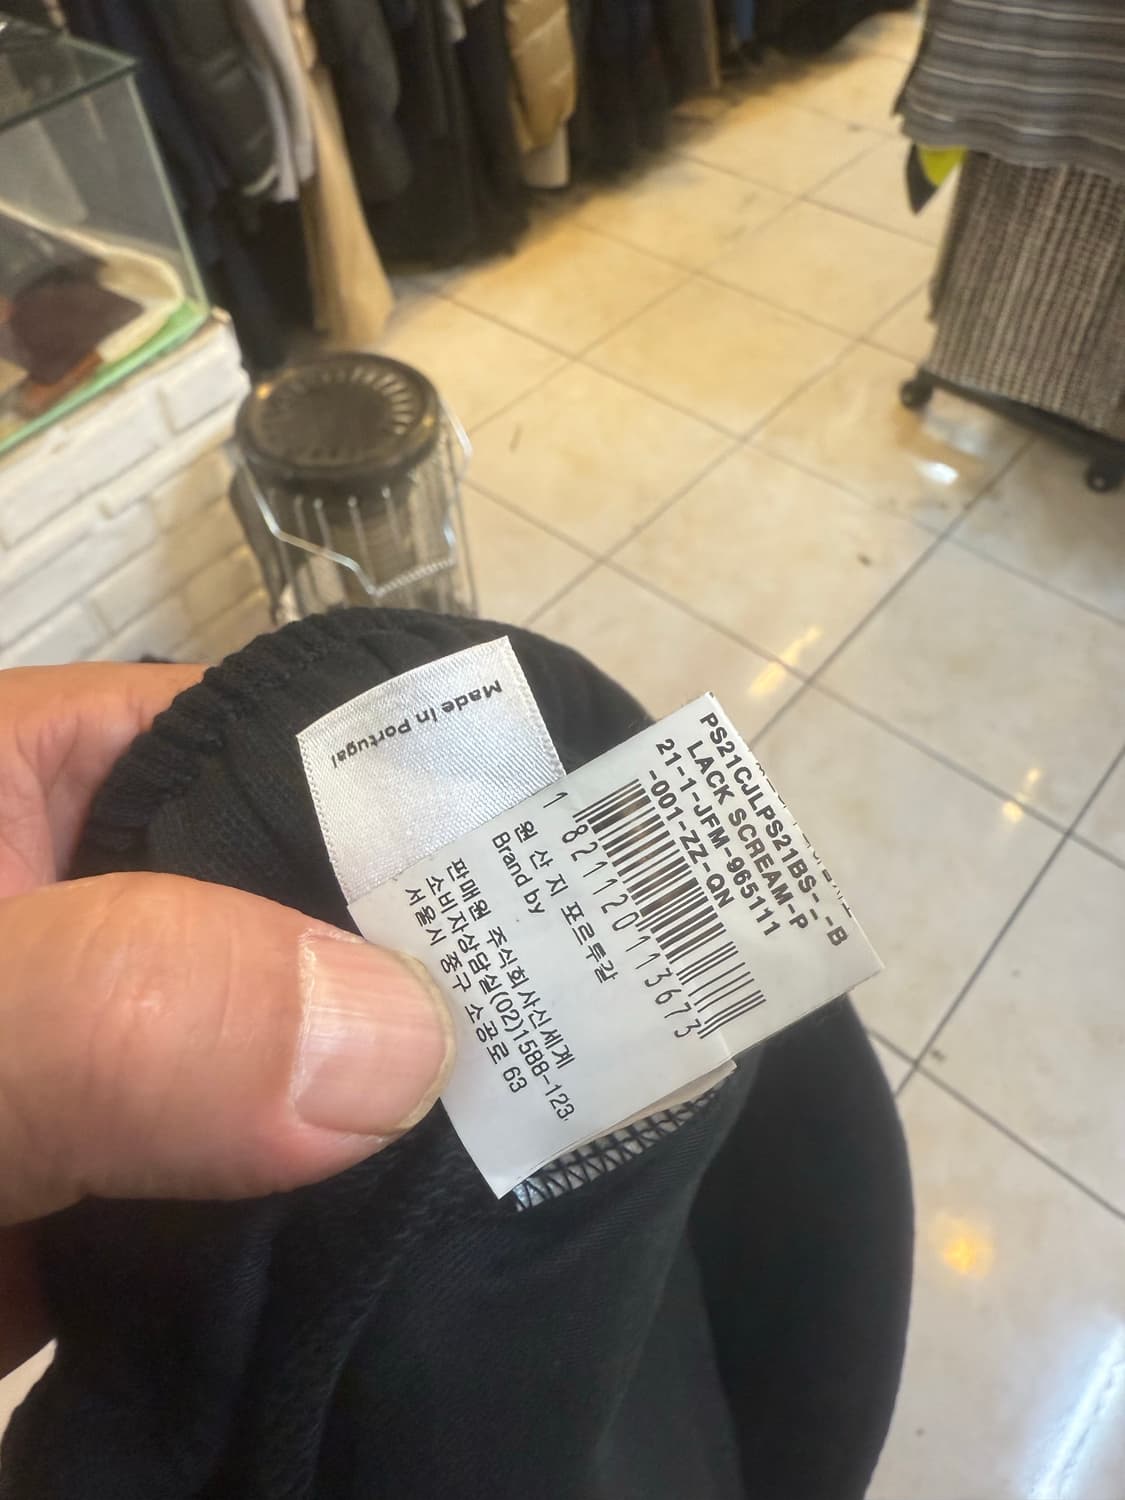 Made in Portugal
PS21CJLPS21BS-_-B
LACK SCREAM-P
21-1-JFM-965111
-001-ZZ-QN
1 821120113673
원 산 지 포르투갈
Brand by
판매원 주식회사신세계
소비자상담실(02)1588-123
서울시 중구 소공로 63